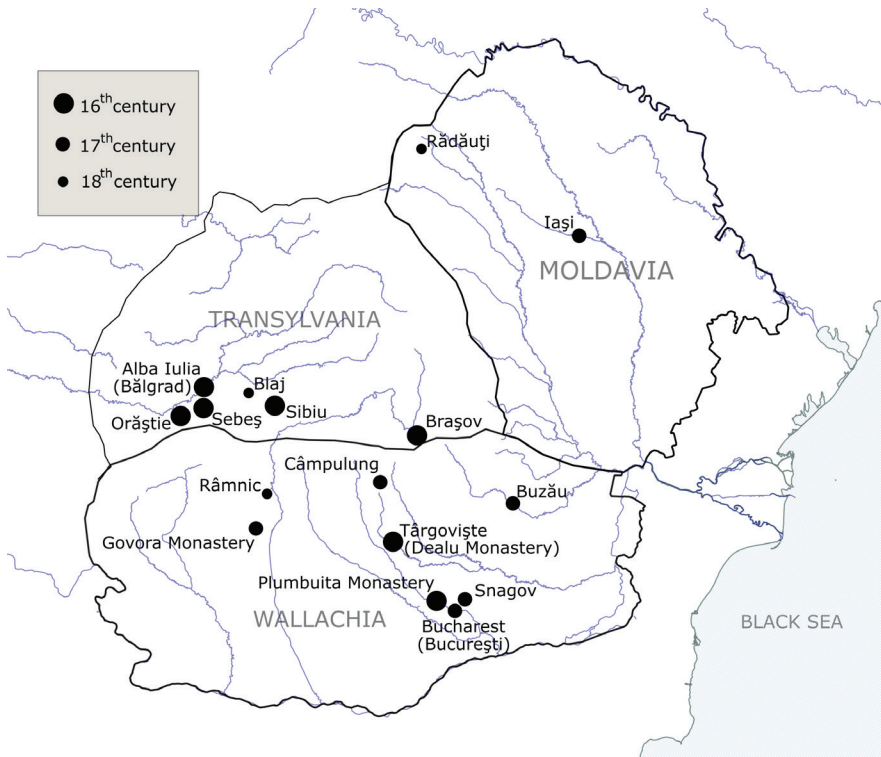 16th century
17th century
18th century
Rădăuţi
Iaşi
MOLDAVIA
TRANSYLVANIA
Alba Iulia
(Bălgrad)
Blaj
Orăştie
Sebeş
Sibiu
Braşov
Câmpulung
Râmnic
Buzău
Govora Monastery
Târgovişte
(Dealu Monastery)
Plumbuita Monastery
Snagov
WALLACHIA
Bucharest
(Bucureşti)
BLACK SEA